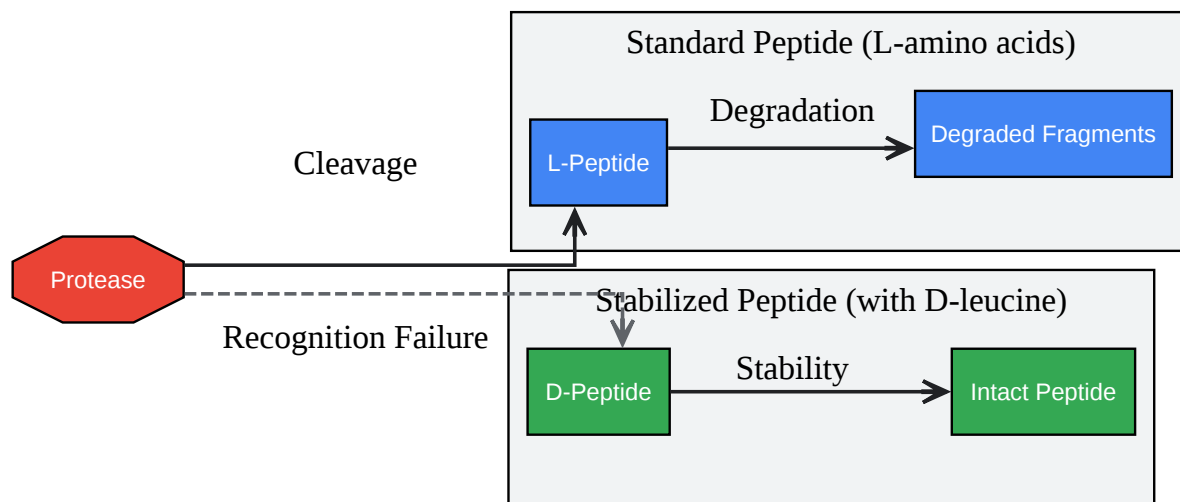 Standard Peptide (L-amino acids)
Degradation
Degraded Fragments
L-Peptide
Cleavage
Protease
Stabilized Peptide (with D-leucine)
Recognition Failure
Stability
D-Peptide
Intact Peptide